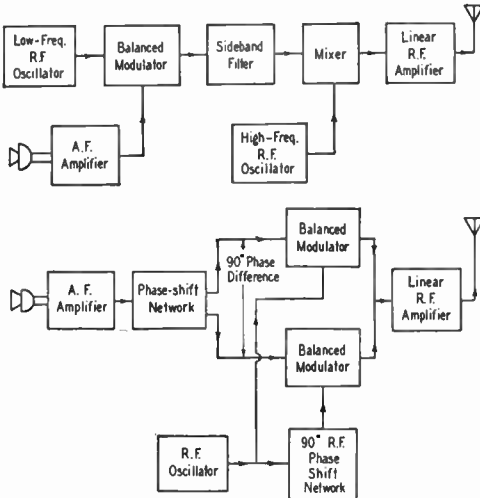 Low-Freq.
R.F.
Oscillator
Balanced
Modulator
Sideband
Filter
Mixer
Linear
R.F.
Amplifier
A.F.
Amplifier
High-Freq.
R.F.
Oscillator
A.F.
Amplifier
Phase-shift
Network
90° Phase
Difference
Balanced
Modulator
Balanced
Modulator
Linear
R.F.
Amplifier
R.F.
Oscillator
90° R.F.
Phase
Shift
Network